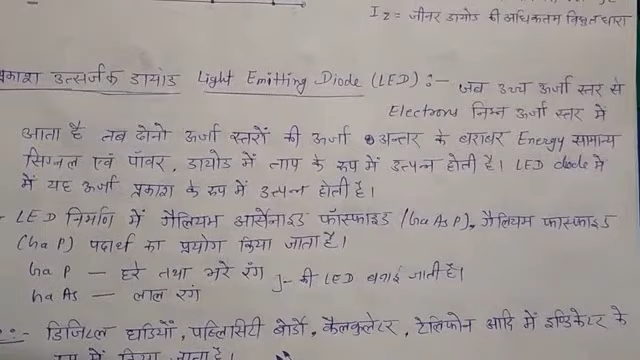 Iz = जीनर डायोड की अधिकतम विद्युत धारा
प्रकाश उत्सर्जक डायोड Light Emitting Diode (LED) :- जब उच्च ऊर्जा स्तर से
Electrons निम्न ऊर्जा स्तर में
आता है तब दोनो ऊर्जा स्तरों की ऊर्जा अन्तर के बराबर Energy सामान्य
सिग्नल एवं पॉवर, डायोड में ताप के रूप में उत्पन्न होती है। LED diode मे
में यह ऊर्जा प्रकाश के रूप में उत्पन्न होती है।
- LED निर्माण में गैलियम आर्सेनाइड फॉस्फाइड (Ga As P), गैलियम फास्फाइड
(Ga P) पदार्थ का प्रयोग किया जाता है।
Ga P — हरे तथा भरे रंग } - की LED बनाई जाती है।
Ga As — लाल रंग
:- डिजिटल घडियों, पब्लिसिटी बोर्डो, कैलकुलेटर, टेलिफोन आदि में इण्डिकेटर के
रूप में किया जाता है।